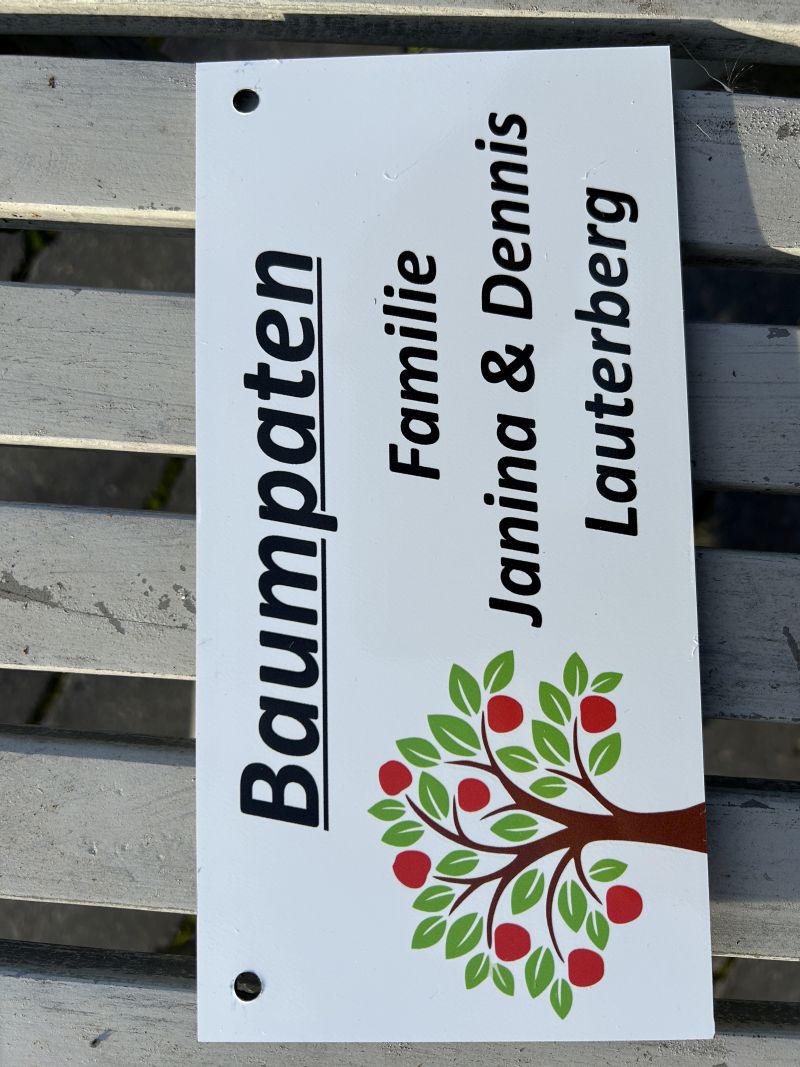 Baumpaten
Familie
Janina & Dennis
Lauterberg